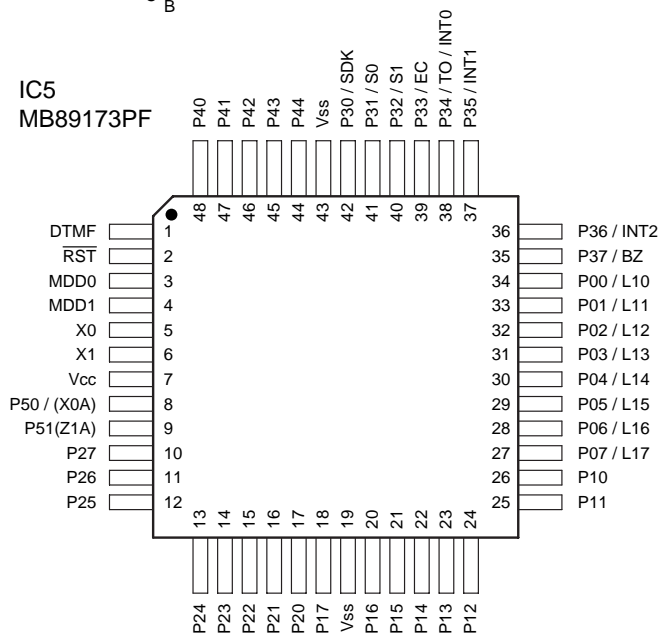 B
IC5
MB89173PF
P40 P41 P42 P43 P44 Vss P30 / SDK P31 / S0 P32 / S1 P33 / EC P34 / TO / INT0 P35 / INT1
48 47 46 45 44 43 42 41 40 39 38 37
DTMF 1 36 P36 / INT2
RST 2 35 P37 / BZ
MDD0 3 34 P00 / L10
MDD1 4 33 P01 / L11
X0 5 32 P02 / L12
X1 6 31 P03 / L13
Vcc 7 30 P04 / L14
P50 / (X0A) 8 29 P05 / L15
P51(Z1A) 9 28 P06 / L16
P27 10 27 P07 / L17
P26 11 26 P10
P25 12 25 P11
13 14 15 16 17 18 19 20 21 22 23 24
P24 P23 P22 P21 P20 P17 Vss P16 P15 P14 P13 P12